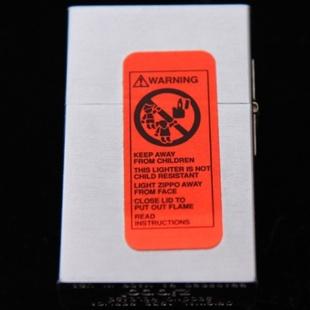 WARNING
KEEP AWAY
FROM CHILDREN
THIS LIGHTER IS NOT
CHILD RESISTANT
LIGHT ZIPPO AWAY
FROM FACE
CLOSE LID TO
PUT OUT FLAME
READ
INSTRUCTIONS